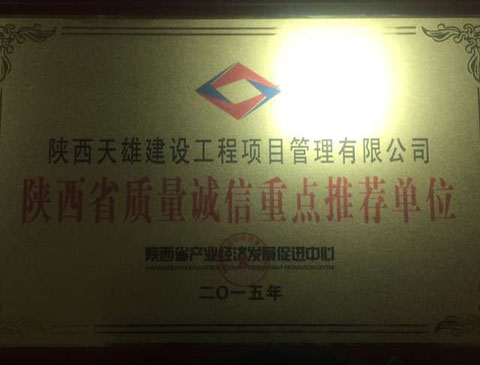 陕西天雄建设工程项目管理有限公司
陕西省质量诚信重点推荐单位
陕西省产业经济发展促进中心
二〇一五年